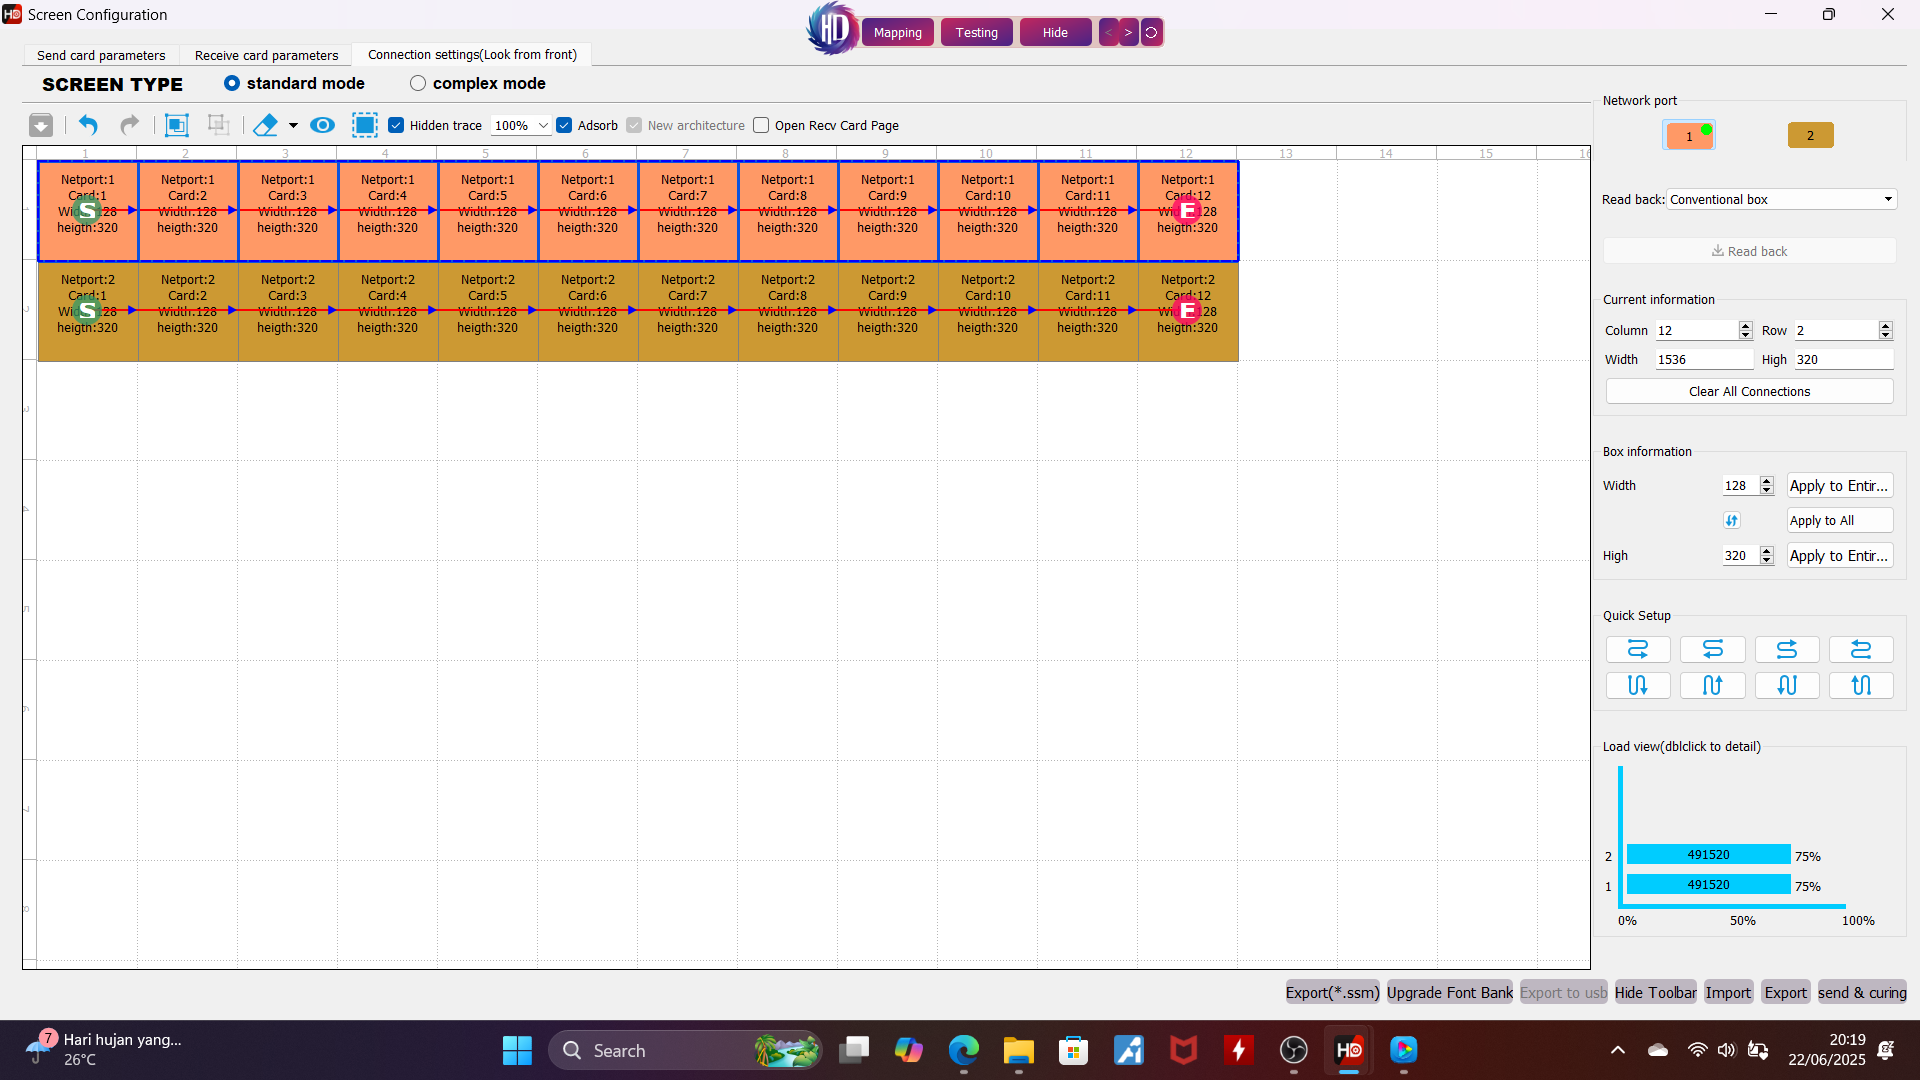 Screen Configuration
HD
Mapping
Testing
Hide
<
>
Send card parameters
Receive card parameters
Connection settings(Look from front)
SCREEN TYPE
standard mode
complex mode
Hidden trace
100%
Adsorb
New architecture
Open Recv Card Page
1 2 3 4 5 6 7 8 9 10 11 12 13 14 15 16
Netport:1 Netport:1 Netport:1 Netport:1 Netport:1 Netport:1 Netport:1 Netport:1 Netport:1 Netport:1 Netport:1 Netport:1
Card:1 Card:2 Card:3 Card:4 Card:5 Card:6 Card:7 Card:8 Card:9 Card:10 Card:11 Card:12
S Width:128 Width:128 Width:128 Width:128 Width:128 Width:128 Width:128 Width:128 Width:128 Width:128 Width:128 Width:128 E
heigth:320 heigth:320 heigth:320 heigth:320 heigth:320 heigth:320 heigth:320 heigth:320 heigth:320 heigth:320 heigth:320 heigth:320
Netport:2 Netport:2 Netport:2 Netport:2 Netport:2 Netport:2 Netport:2 Netport:2 Netport:2 Netport:2 Netport:2 Netport:2
Card:1 Card:2 Card:3 Card:4 Card:5 Card:6 Card:7 Card:8 Card:9 Card:10 Card:11 Card:12
S Width:128 Width:128 Width:128 Width:128 Width:128 Width:128 Width:128 Width:128 Width:128 Width:128 Width:128 Width:128 E
heigth:320 heigth:320 heigth:320 heigth:320 heigth:320 heigth:320 heigth:320 heigth:320 heigth:320 heigth:320 heigth:320 heigth:320
Network port
1
2
Read back: Conventional box
Read back
Current information
Column 12 Row 2
Width 1536 High 320
Clear All Connections
Box information
Width 128 Apply to Entir...
Apply to All
High 320 Apply to Entir...
Quick Setup
Load view(dblclick to detail)
2 491520 75%
1 491520 75%
0% 50% 100%
Export(*.ssm)
Upgrade Font Bank
Export to usb
Hide Toolbar
Import
Export
send & curing
7
Hari hujan yang...
26°C
Search
HD
20:19
22/06/2025